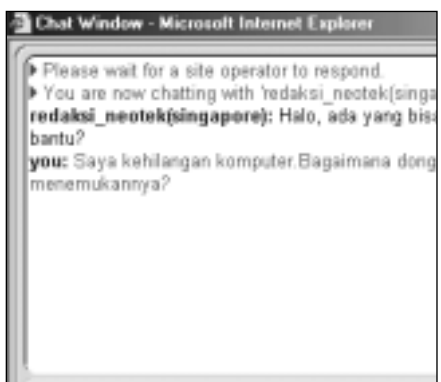 Chat Window - Microsoft Internet Explorer
Please wait for a site operator to respond.
You are now chatting with 'redaksi_neotek(singa
redaksi_neotek(singapore): Halo, ada yang bisa
bantu?
you: Saya kehilangan komputer.Bagaimana dong
menemukannya?